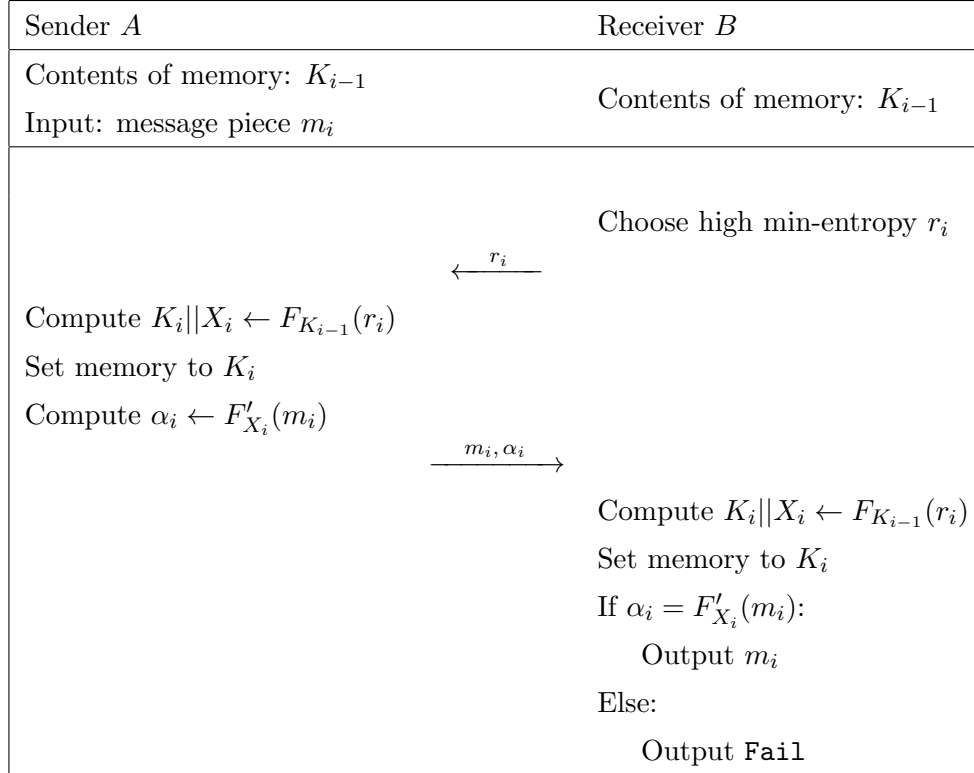 Sender A Receiver B
Contents of memory: K_{i−1}
Contents of memory: K_{i−1}
Input: message piece m_i
Choose high min-entropy r_i
r_i
Compute K_i||X_i ← F_{K_{i−1}}(r_i)
Set memory to K_i
Compute α_i ← F′_{X_i}(m_i)
m_i, α_i
Compute K_i||X_i ← F_{K_{i−1}}(r_i)
Set memory to K_i
If α_i = F′_{X_i}(m_i):
Output m_i
Else:
Output Fail